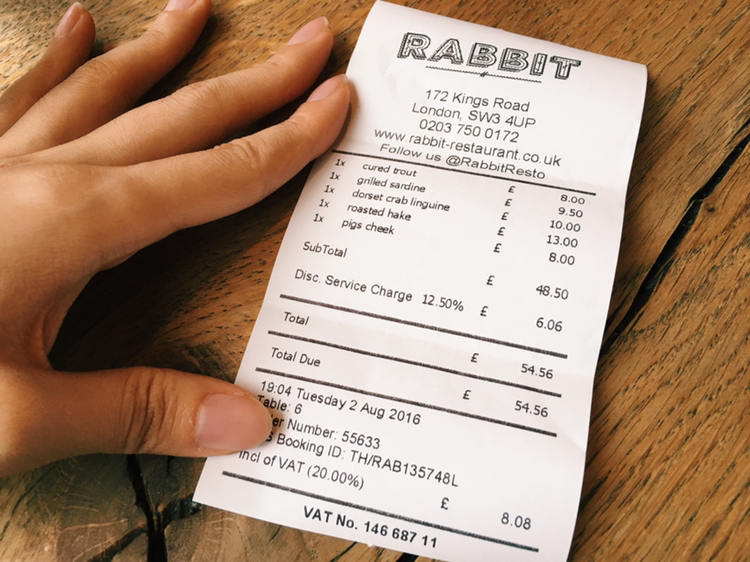 RABBIT
172 Kings Road
London, SW3 4UP
0203 750 0172
www.rabbit-restaurant.co.uk
Follow us @RabbitResto
1x cured trout £ 8.00
1x grilled sardine £ 9.50
1x dorset crab linguine £ 10.00
1x roasted hake £ 13.00
1x pigs cheek £ 8.00
SubTotal £ 48.50
Disc. Service Charge 12.50% £ 6.06
Total £ 54.56
Total Due £ 54.56
19:04 Tuesday 2 Aug 2016
Table: 6
er Number: 55633
s Booking ID: TH/RAB135748L
Incl of VAT (20.00%) £ 8.08
VAT No. 146 687 11